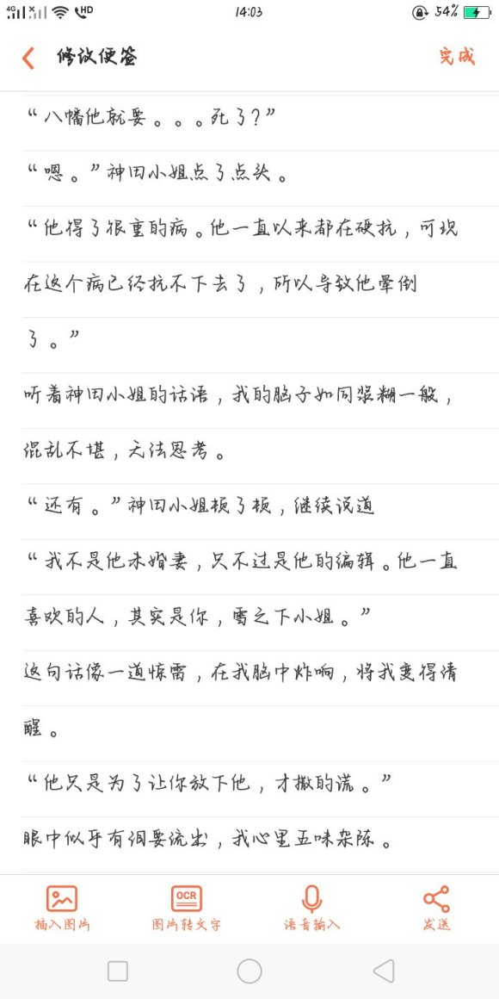 4G HD 14:03 54%
修改便签 完成
“八幡他就要。。。死了?”
“嗯。”神田小姐点了点头。
“他得了很重的病。他一直以来都在硬抗，可现
在这个病已经抗不下去了，所以导致他晕倒
了。”
听着神田小姐的话语，我的脑子如同浆糊一般，
混乱不堪，无法思考。
“还有。”神田小姐顿了顿，继续说道
“我不是他未婚妻，只不过是他的编辑。他一直
喜欢的人，其实是你，雪之下小姐。”
这句话像一道惊雷，在我脑中炸响，将我变得清
醒。
“他只是为了让你放下他，才撒的谎。”
眼中似乎有泪要流出，我心里五味杂陈。
OCR
插入图片 图片转文字 语音输入 发送